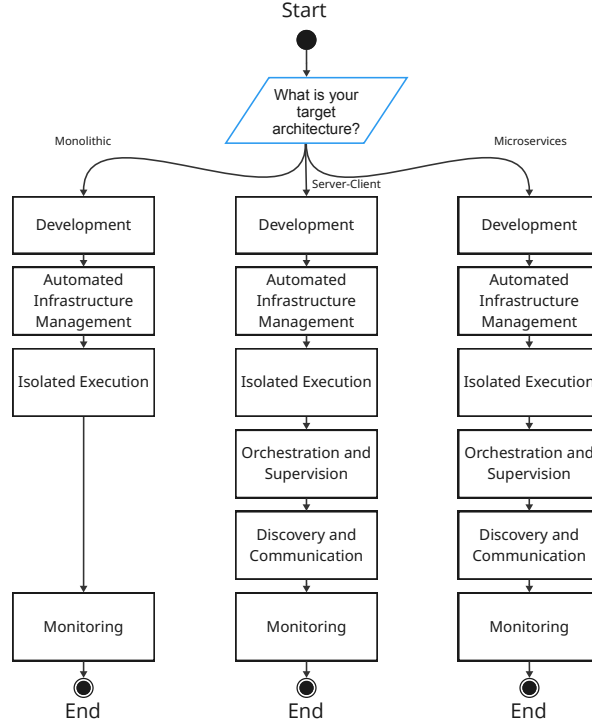 Start
What is your
target
architecture?
Monolithic
Server-Client
Microservices
Development
Development
Development
Automated
Infrastructure
Management
Automated
Infrastructure
Management
Automated
Infrastructure
Management
Isolated Execution
Isolated Execution
Isolated Execution
Orchestration and
Supervision
Orchestration and
Supervision
Discovery and
Communication
Discovery and
Communication
Monitoring
Monitoring
Monitoring
End
End
End